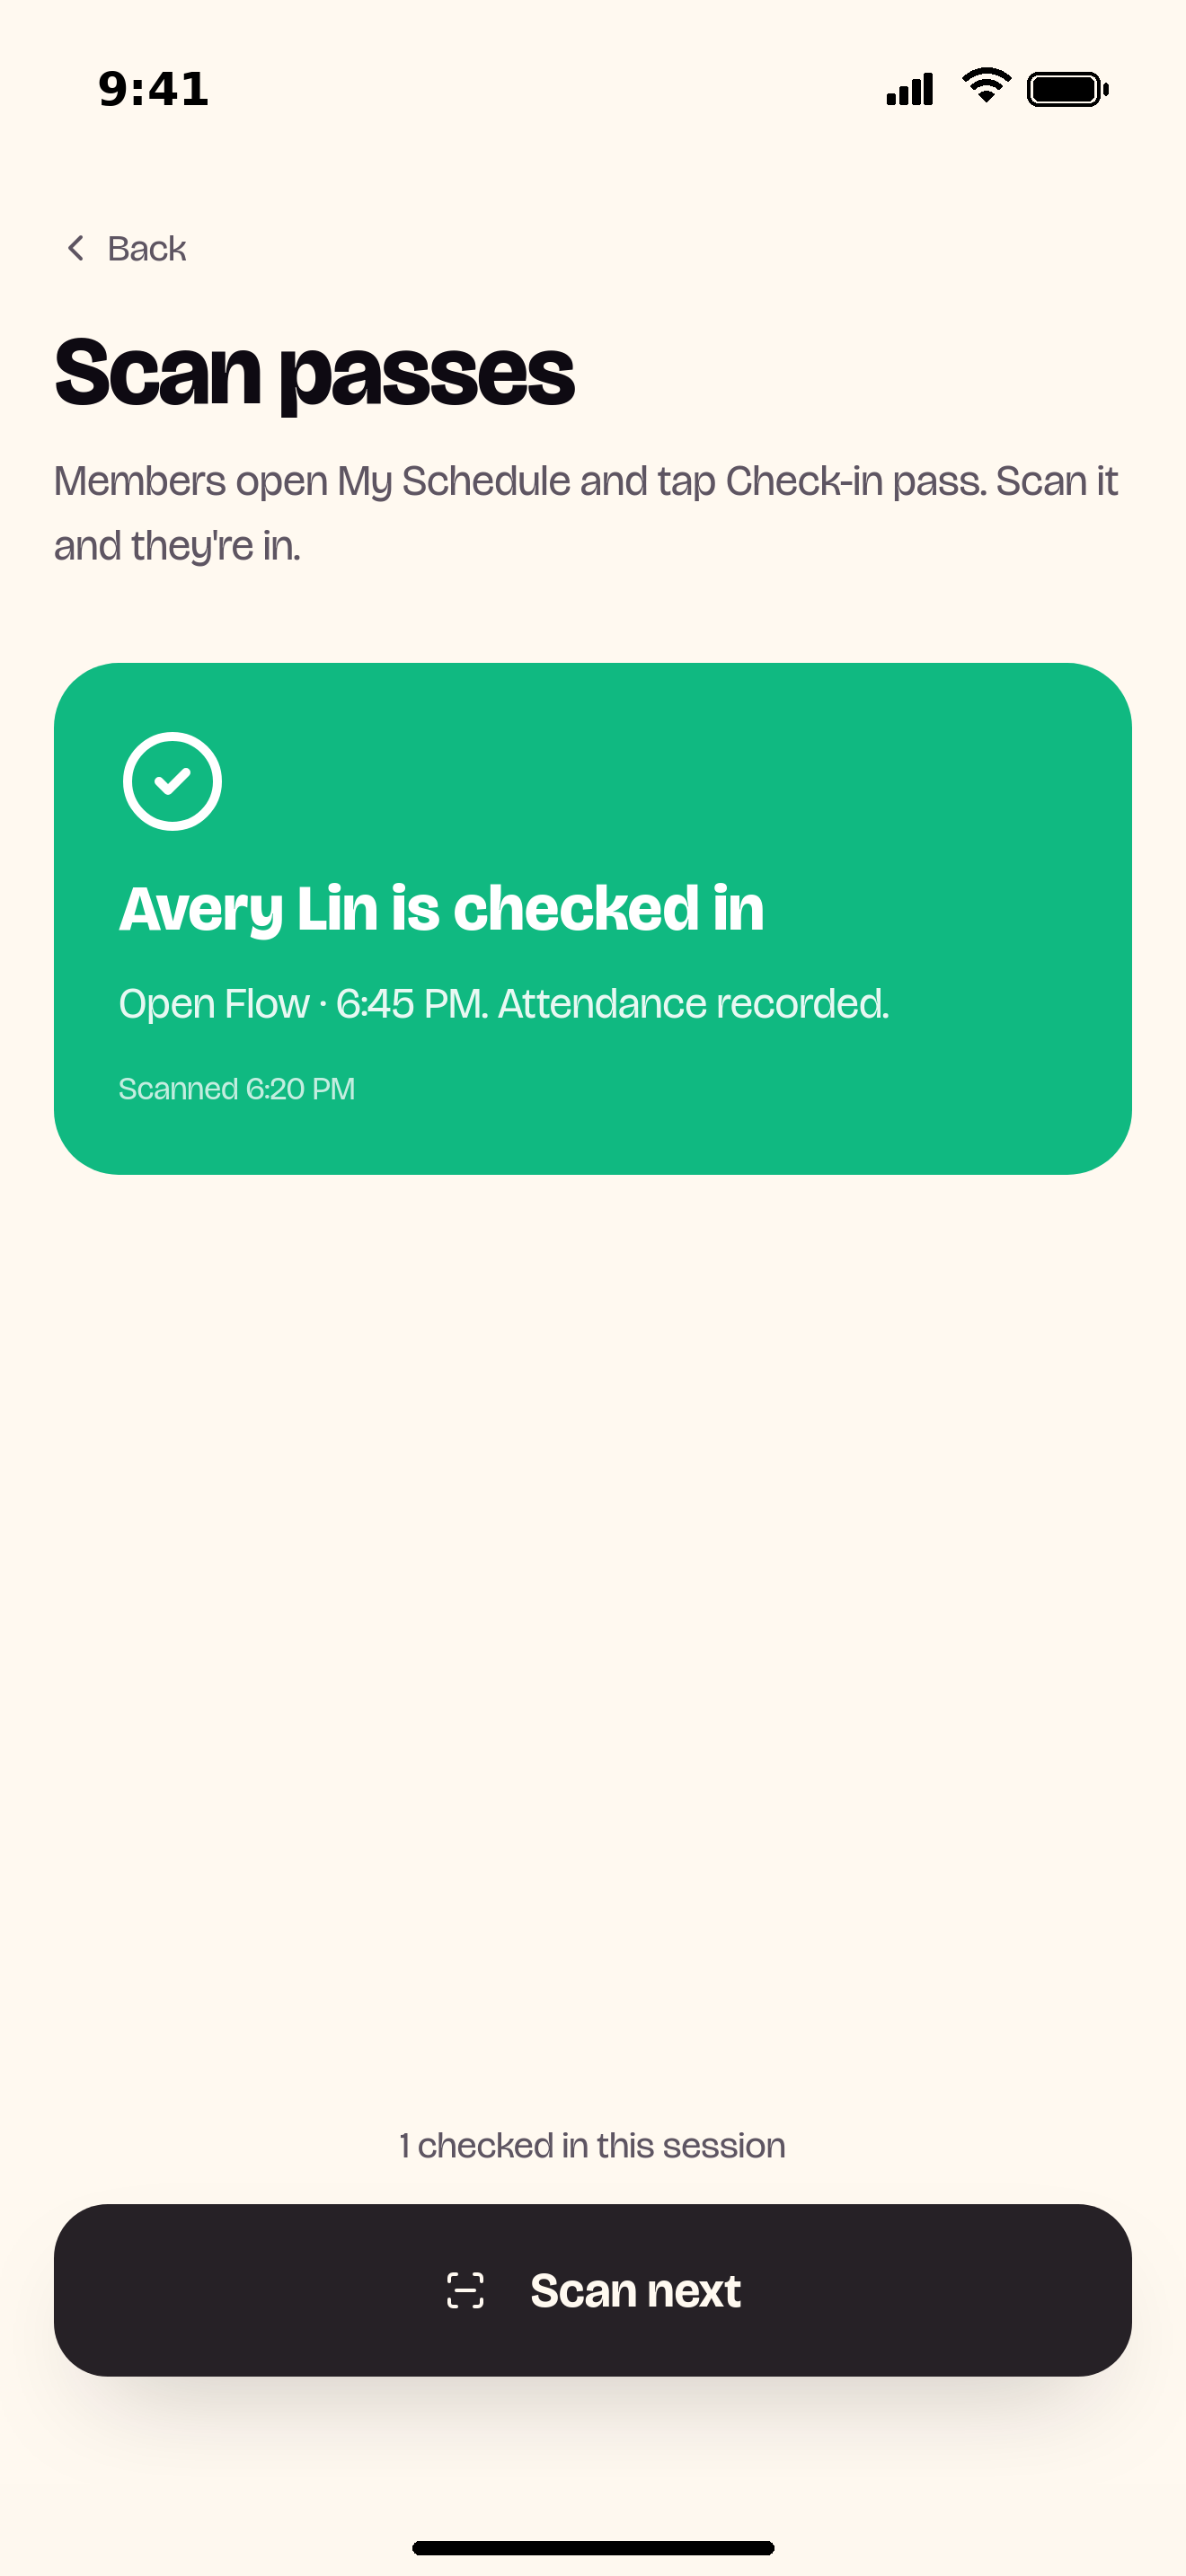 9:41
Back
Scan passes
Members open My Schedule and tap Check-in pass. Scan it
and they're in.
Avery Lin is checked in
Open Flow · 6:45 PM. Attendance recorded.
Scanned 6:20 PM
1 checked in this session
Scan next